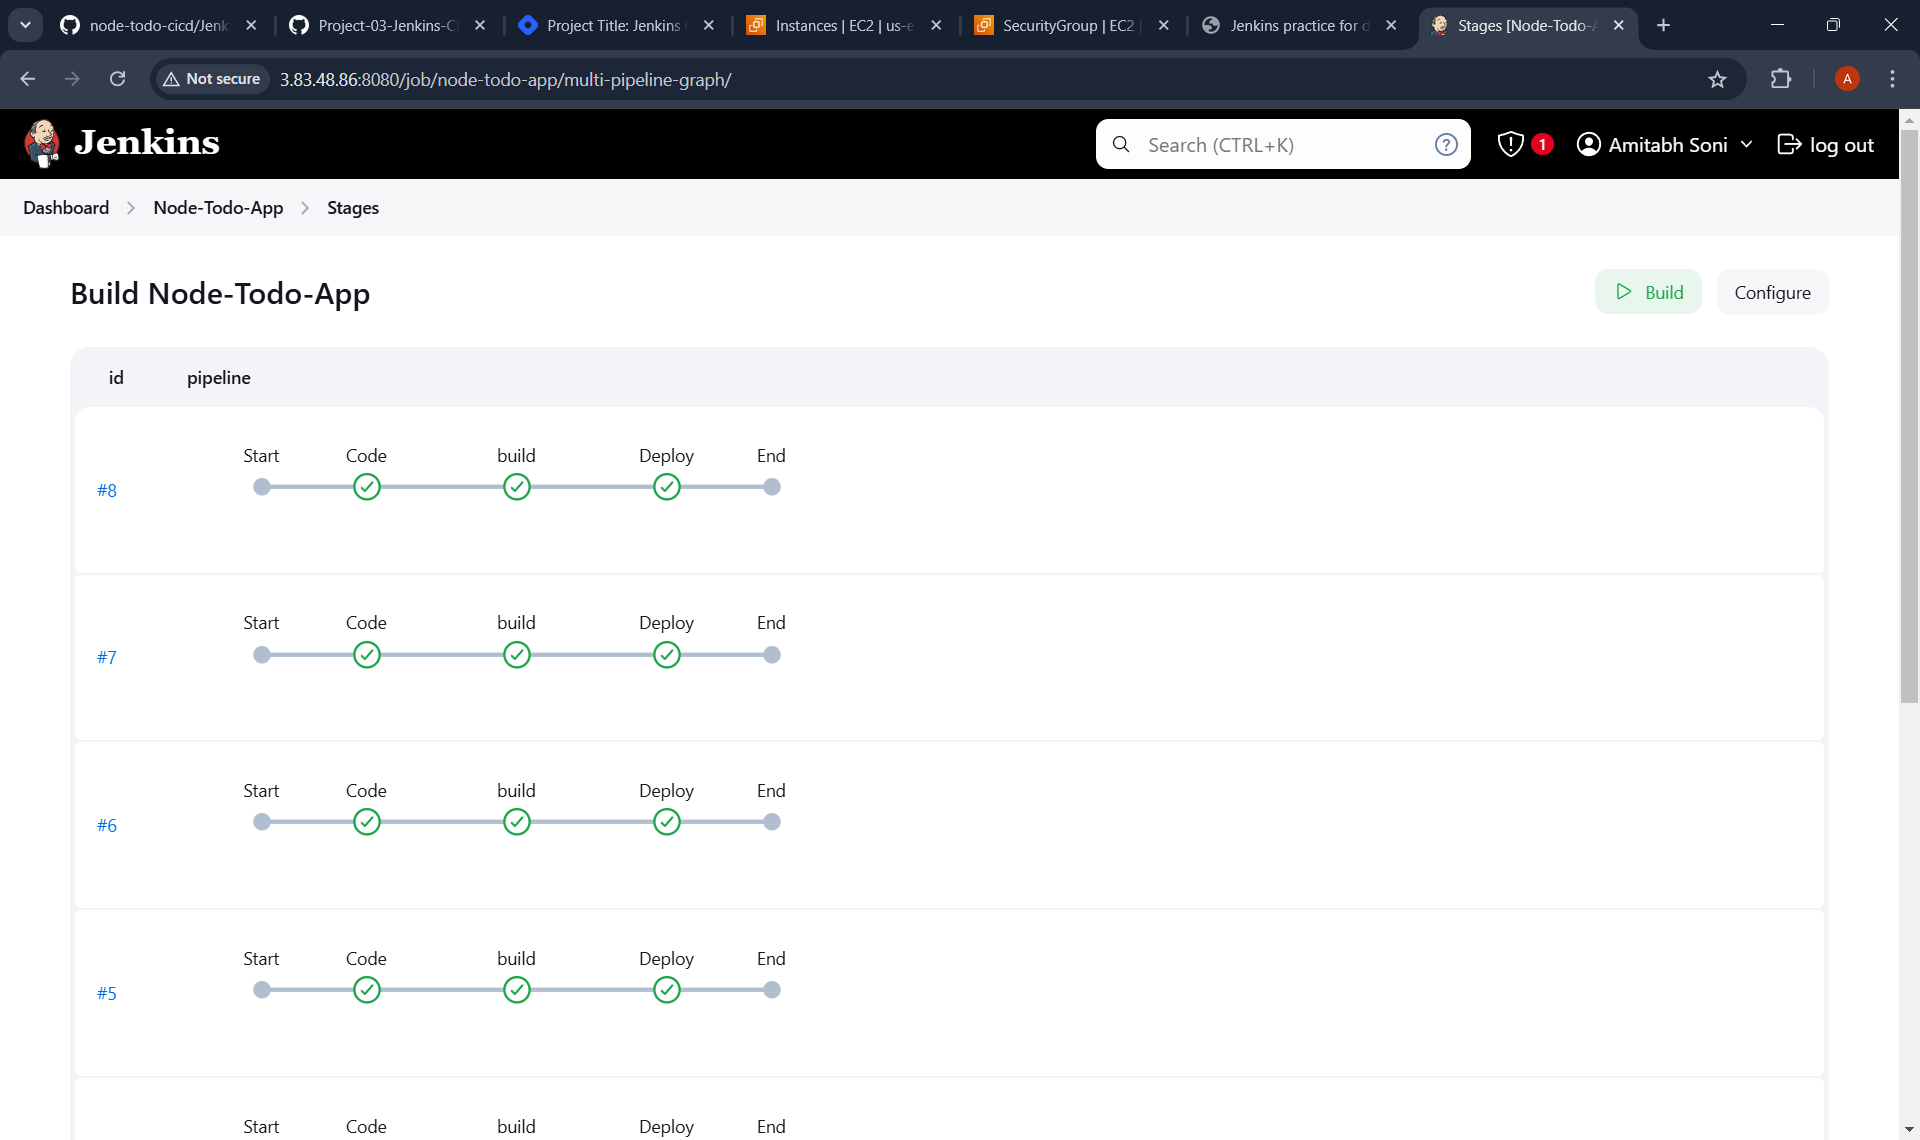 node-todo-cicd/Jenk
Project-03-Jenkins-C
Project Title: Jenkins
Instances | EC2 | us-e
SecurityGroup | EC2 |
Jenkins practice for d
Stages [Node-Todo-A
Not secure
3.83.48.86:8080/job/node-todo-app/multi-pipeline-graph/
A
Jenkins
Search (CTRL+K)
?
1
Amitabh Soni
log out
Dashboard
Node-Todo-App
Stages
Build Node-Todo-App
Build
Configure
id
pipeline
Start
Code
build
Deploy
End
#8
Start
Code
build
Deploy
End
#7
Start
Code
build
Deploy
End
#6
Start
Code
build
Deploy
End
#5
Start
Code
build
Deploy
End